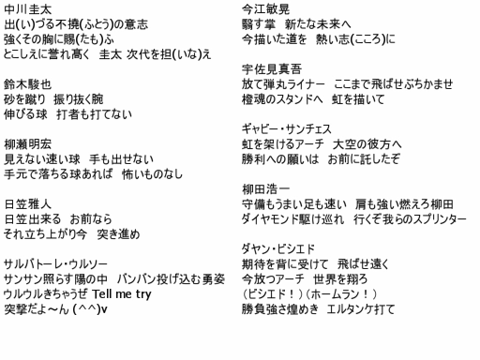 中川圭太
出(い)づる不撓(ふとう)の意志
強くその胸に賜(たも)ふ
とこしえに誉れ髙く　圭太 次代を担(いな)え
鈴木駿也
砂を蹴り　振り抜く腕
伸びる球　打者も打てない
柳瀬明宏
見えない速い球　手も出せない
手元で落ちる球あれば　怖いものなし
日笠雅人
日笠出来る　お前なら
それ立ち上がり今　突き進め
サルバトーレ・ウルソー
サンサン照らす陽の中　バンバン投げ込む勇姿
ウルウルきちゃうぜ Tell me try
突撃だよ～ん (^^)v
今江敏晃
翳す掌　新たな未来へ
今描いた道を　熱い志(こころ)に
宇佐見真吾
放て弾丸ライナー　ここまで飛ばせぶちかませ
橙魂のスタンドへ　虹を描いて
ギャビー・サンチェス
虹を架けるアーチ　大空の彼方へ
勝利への願いは　お前に託したぞ
柳田浩一
守備もうまい足も速い　肩も強い燃えろ柳田
ダイヤモンド駆け巡れ　行くぞ我らのスプリンター
ダヤン・ビシエド
期待を背に受けて　飛ばせ遠く
今放つアーチ　世界を翔ろ
（ビシエド！）（ホームラン！）
勝負強さ煌めき　エルタンケ打て